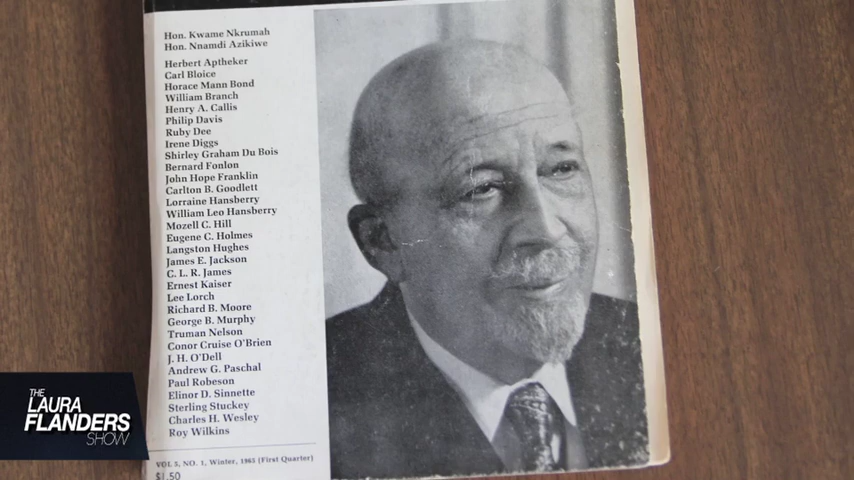 Hon. Kwame Nkrumah
Hon. Nnamdi Azikiwe
Herbert Aptheker
Carl Bloice
Horace Mann Bond
William Branch
Henry A. Callis
Philip Davis
Ruby Dee
Irene Diggs
Shirley Graham Du Bois
Bernard Fonlon
John Hope Franklin
Carlton B. Goodlett
Lorraine Hansberry
William Leo Hansberry
Mozell C. Hill
Eugene C. Holmes
Langston Hughes
James E. Jackson
C. L. R. James
Ernest Kaiser
Lee Lorch
Richard B. Moore
George B. Murphy
Truman Nelson
Conor Cruise O'Brien
J. H. O'Dell
Andrew G. Paschal
Paul Robeson
Elinor D. Sinnette
Sterling Stuckey
Charles H. Wesley
Roy Wilkins
VOL 5, NO. 1, Winter, 1965 (First Quarter)
$1.50
THE
LAURA
FLANDERS
SHOW